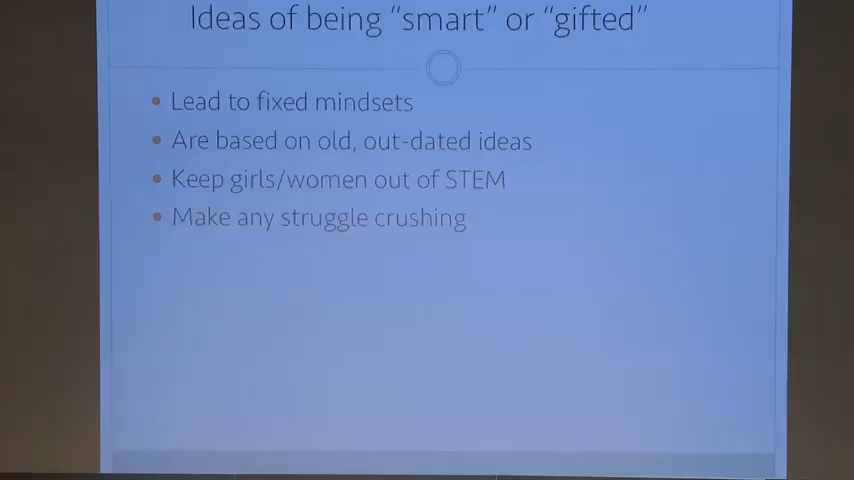 Ideas of being “smart” or “gifted”
• Lead to fixed mindsets
• Are based on old, out-dated ideas
• Keep girls/women out of STEM
• Make any struggle crushing